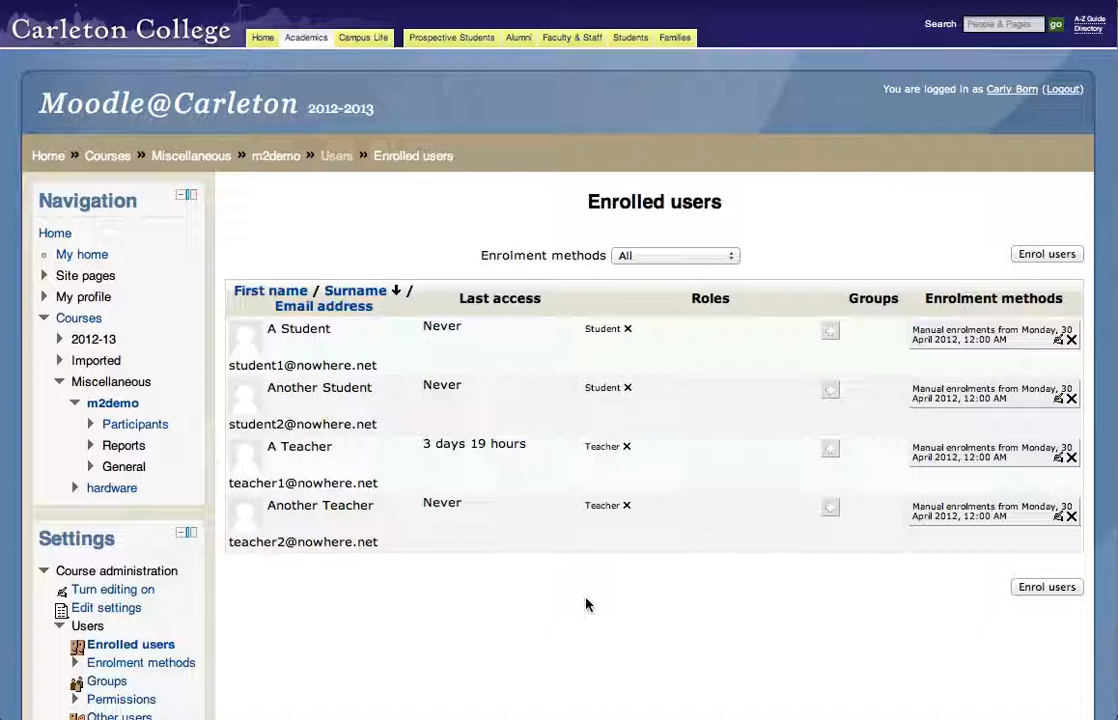 Carleton College
Home Academics Campus Life Prospective Students Alumni Faculty & Staff Students Families
Search People & Pages go A-Z Guide
Directory
Moodle@Carleton 2012-2013
You are logged in as Carly Born (Logout)
Home » Courses » Miscellaneous » m2demo » Users » Enrolled users
Navigation
Home
My home
Site pages
My profile
Courses
2012-13
Imported
Miscellaneous
m2demo
Participants
Reports
General
hardware
Settings
Course administration
Turn editing on
Edit settings
Users
Enrolled users
Enrolment methods
Groups
Permissions
Other users
Enrolled users
Enrolment methods All Enrol users
First name / Surname ↓ /
Email address
Last access Roles Groups Enrolment methods
A Student Never Student ✕ Manual enrolments from Monday, 30
April 2012, 12:00 AM
student1@nowhere.net
Another Student Never Student ✕ Manual enrolments from Monday, 30
April 2012, 12:00 AM
student2@nowhere.net
A Teacher 3 days 19 hours Teacher ✕ Manual enrolments from Monday, 30
April 2012, 12:00 AM
teacher1@nowhere.net
Another Teacher Never Teacher ✕ Manual enrolments from Monday, 30
April 2012, 12:00 AM
teacher2@nowhere.net
Enrol users